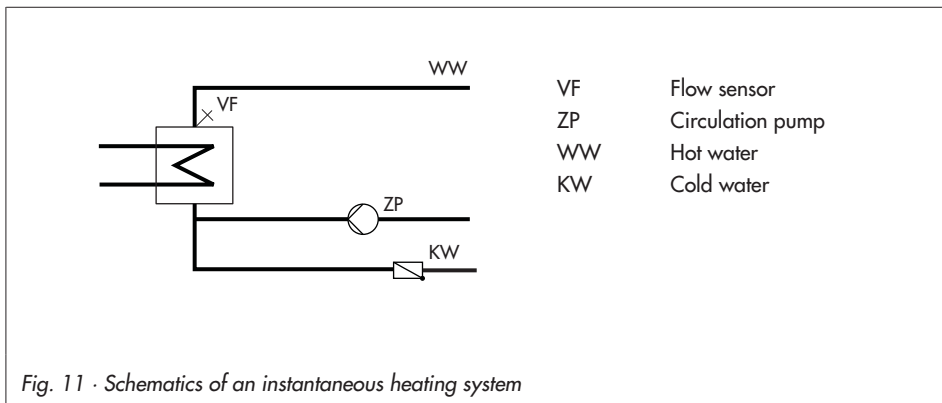 WW
VF
ZP
KW
VF Flow sensor
ZP Circulation pump
WW Hot water
KW Cold water
Fig. 11 · Schematics of an instantaneous heating system